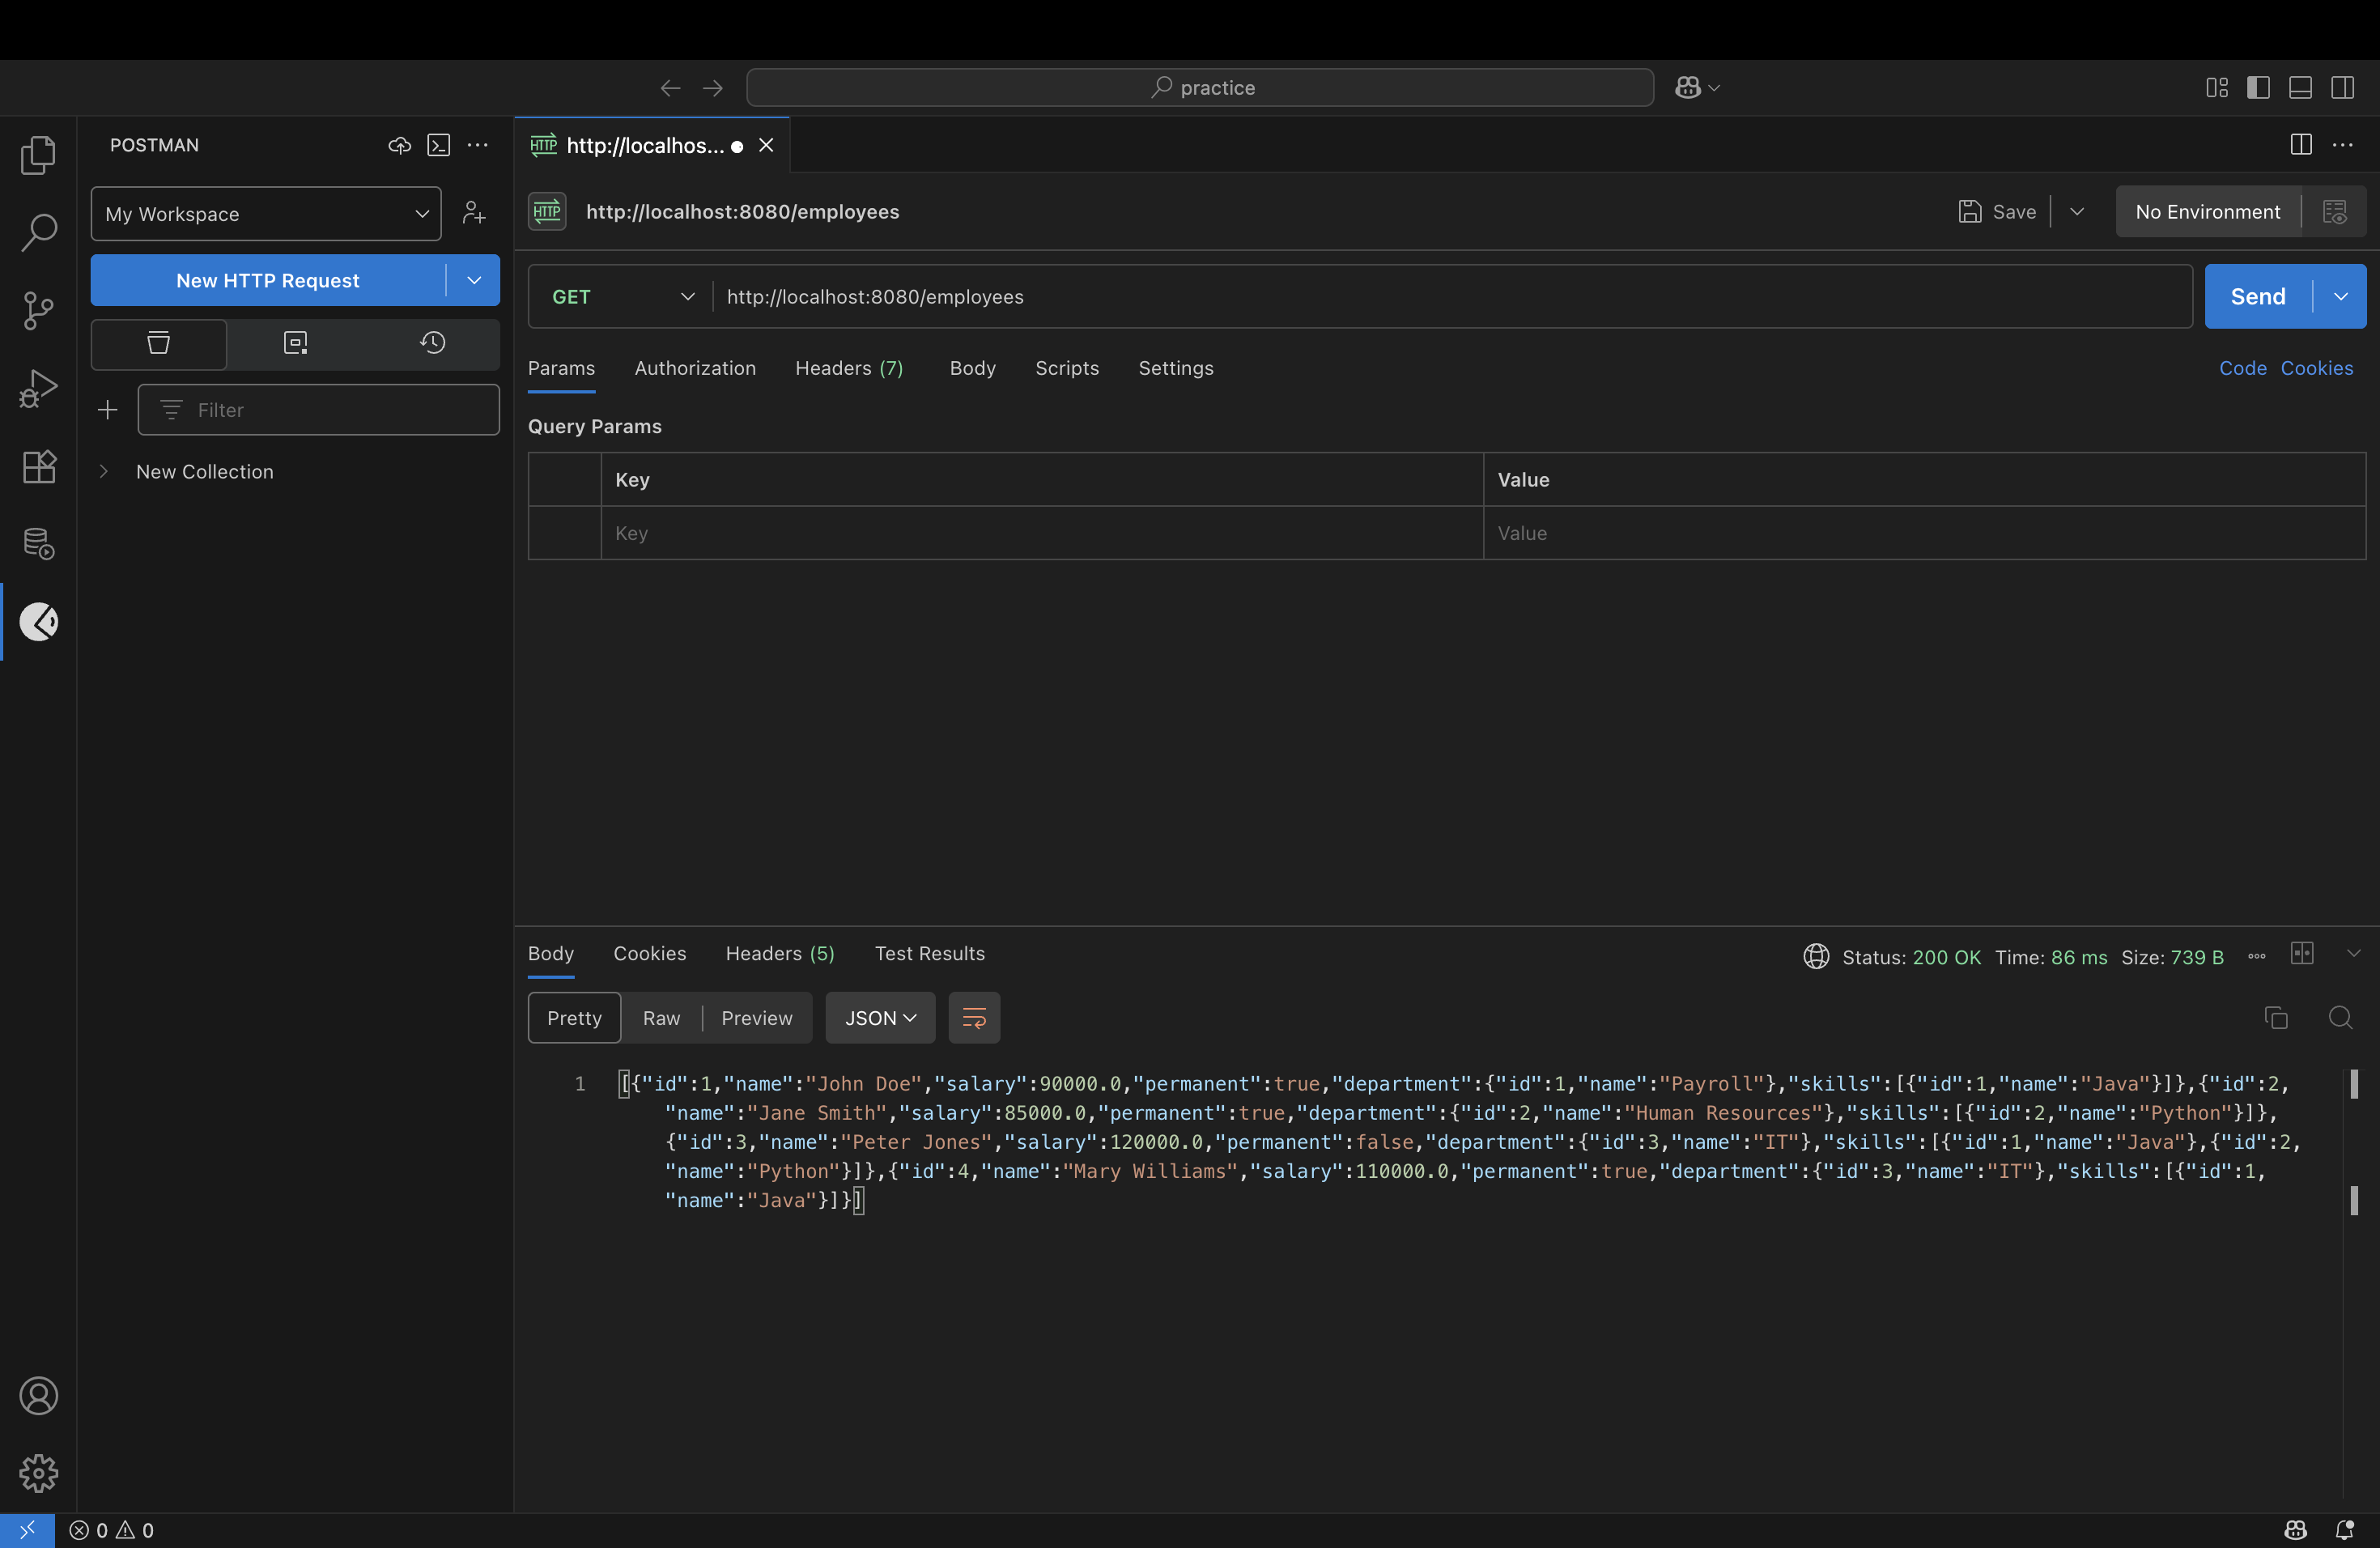 practice
POSTMAN
HTTP http://localhos...
My Workspace
HTTP http://localhost:8080/employees
Save
No Environment
New HTTP Request
GET http://localhost:8080/employees
Send
Params Authorization Headers (7) Body Scripts Settings
Code Cookies
Filter
Query Params
New Collection
Key Value
Key Value
Body Cookies Headers (5) Test Results
Status: 200 OK Time: 86 ms Size: 739 B
Pretty Raw Preview JSON
1 [{"id":1,"name":"John Doe","salary":90000.0,"permanent":true,"department":{"id":1,"name":"Payroll"},"skills":[{"id":1,"name":"Java"}]},{"id":2,
"name":"Jane Smith","salary":85000.0,"permanent":true,"department":{"id":2,"name":"Human Resources"},"skills":[{"id":2,"name":"Python"}]},
{"id":3,"name":"Peter Jones","salary":120000.0,"permanent":false,"department":{"id":3,"name":"IT"},"skills":[{"id":1,"name":"Java"},{"id":2,
"name":"Python"}]},{"id":4,"name":"Mary Williams","salary":110000.0,"permanent":true,"department":{"id":3,"name":"IT"},"skills":[{"id":1,
"name":"Java"}]}]
0 0